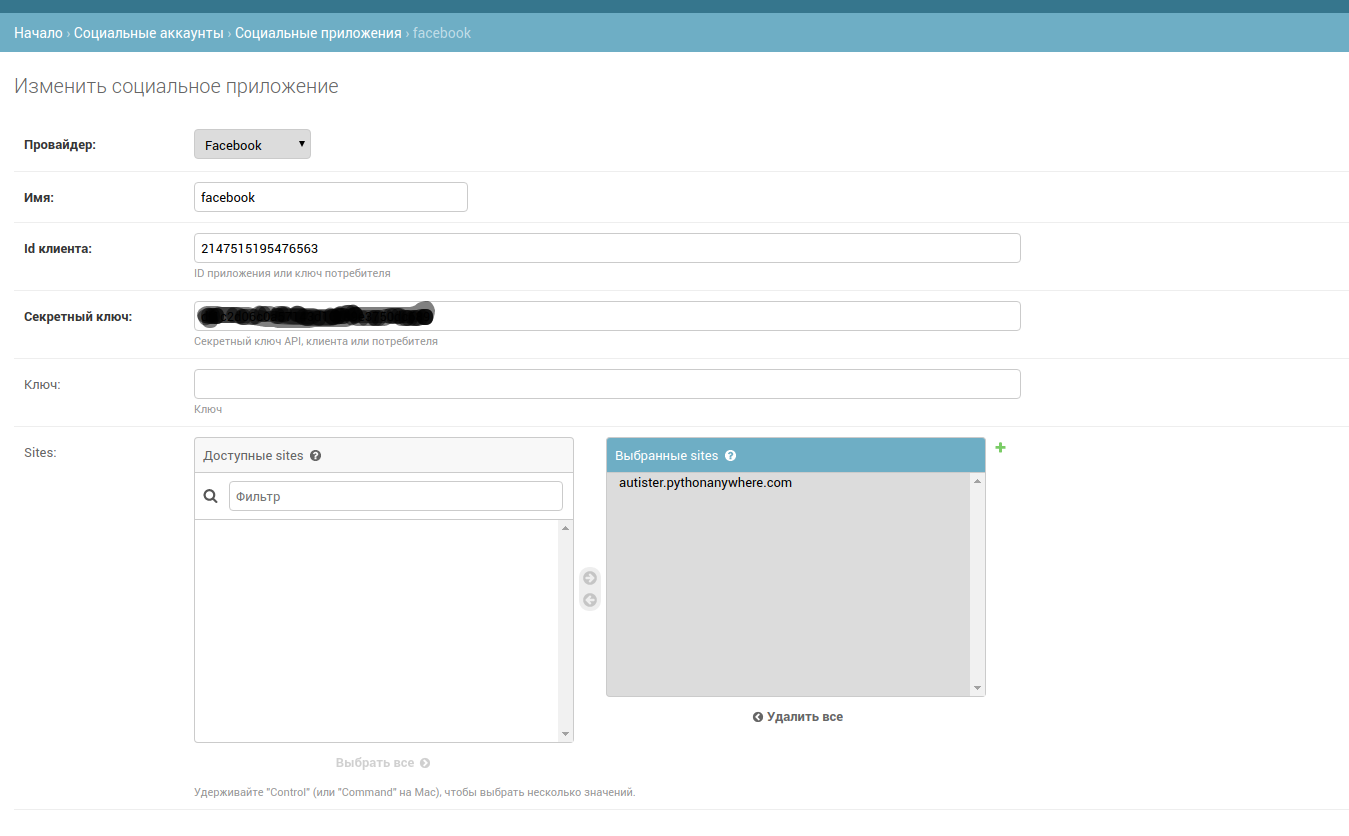 Начало › Социальные аккаунты › Социальные приложения › facebook
Изменить социальное приложение
Провайдер: Facebook
Имя: facebook
Id клиента: 2147515195476563
ID приложения или ключ потребителя
Секретный ключ:
Секретный ключ API, клиента или потребителя
Ключ:
Ключ
Sites: Доступные sites Выбранные sites
Фильтр autister.pythonanywhere.com
Удалить все
Выбрать все
Удерживайте "Control" (или "Command" на Mac), чтобы выбрать несколько значений.